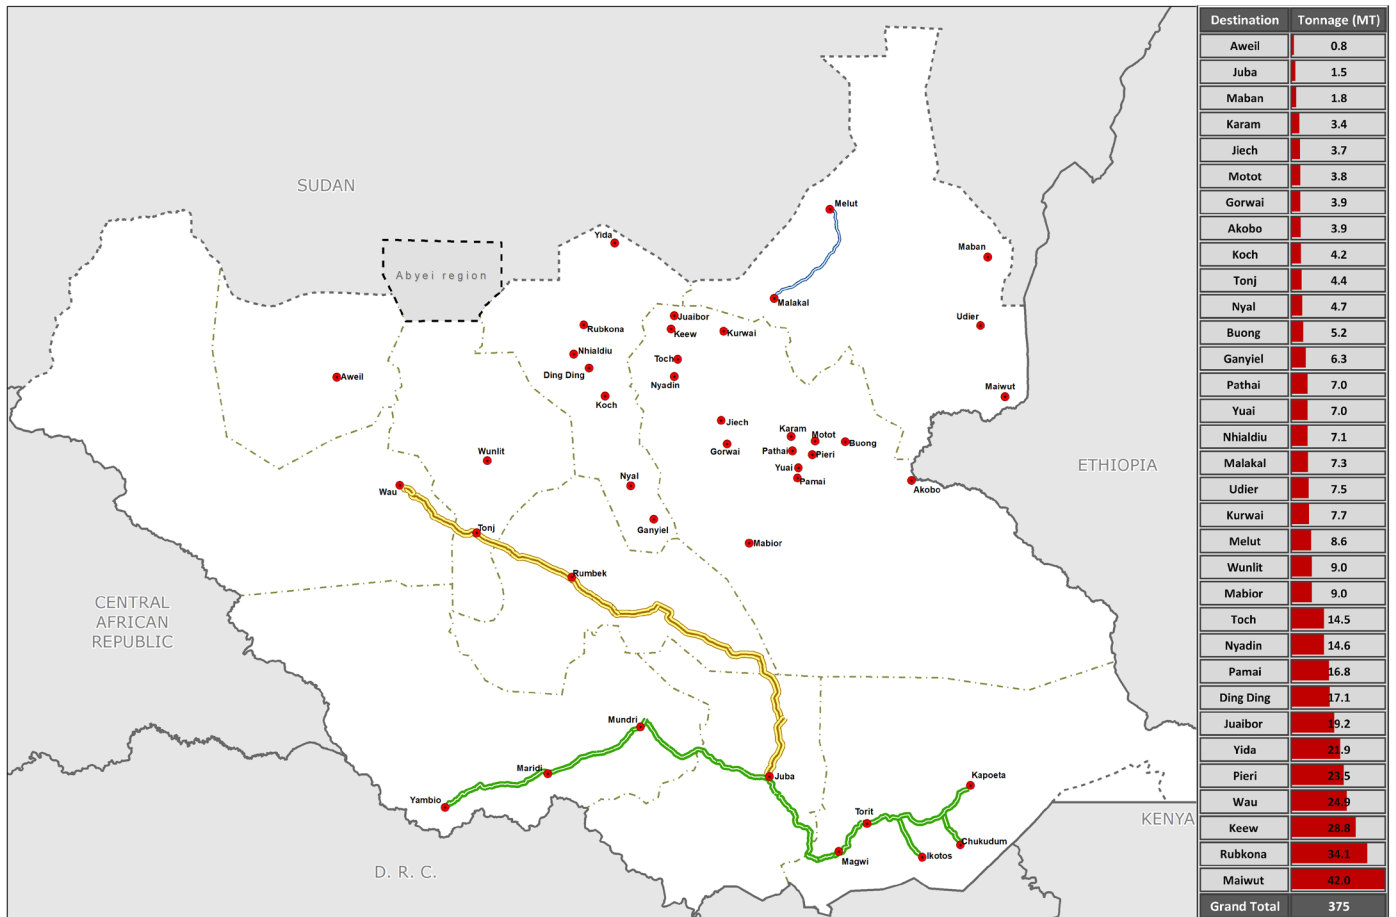 SUDAN
Abyei region
Yida
Melut
Maban
Malakal
Udier
Juaibor
Keew
Kurwai
Rubkona
Nhialdiu
Toch
Ding Ding
Nyadin
Koch
Aweil
Maiwut
Jiech
Karam
Motot
Buong
Gorwai
Pathai
Pieri
Wunlit
Yuai
Pamai
ETHIOPIA
Nyal
Wau
Akobo
Tonj
Ganyiel
Mabior
Rumbek
CENTRAL
AFRICAN
REPUBLIC
Mundri
Maridi
Juba
Kapoeta
Yambio
Torit
KENYA
Chukudum
Magwi
Ikotos
D. R. C.
Destination Tonnage (MT)
Aweil 0.8
Juba 1.5
Maban 1.8
Karam 3.4
Jiech 3.7
Motot 3.8
Gorwai 3.9
Akobo 3.9
Koch 4.2
Tonj 4.4
Nyal 4.7
Buong 5.2
Ganyiel 6.3
Pathai 7.0
Yuai 7.0
Nhialdiu 7.1
Malakal 7.3
Udier 7.5
Kurwai 7.7
Melut 8.6
Wunlit 9.0
Mabior 9.0
Toch 14.5
Nyadin 14.6
Pamai 16.8
Ding Ding 17.1
Juaibor 19.2
Yida 21.9
Pieri 23.5
Wau 24.9
Keew 28.8
Rubkona 34.1
Maiwut 42.0
Grand Total 375